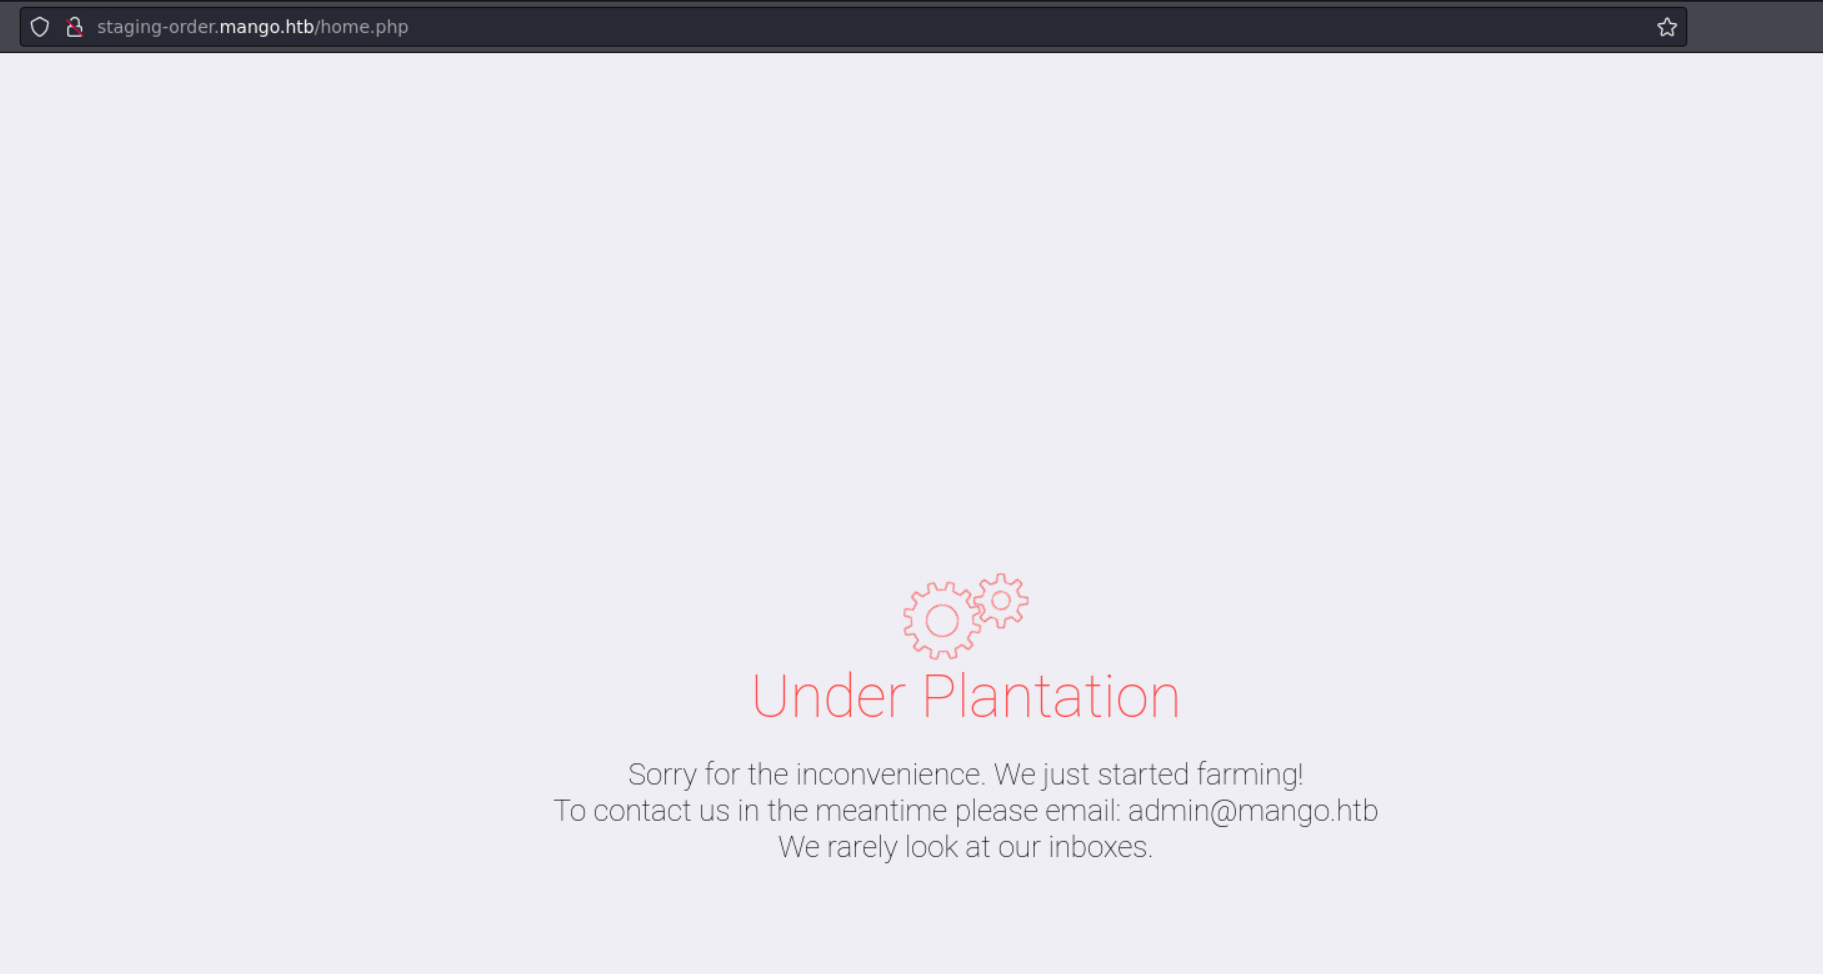 staging-order.mango.htb/home.php
Under Plantation
Sorry for the inconvenience. We just started farming!
To contact us in the meantime please email: admin@mango.htb
We rarely look at our inboxes.